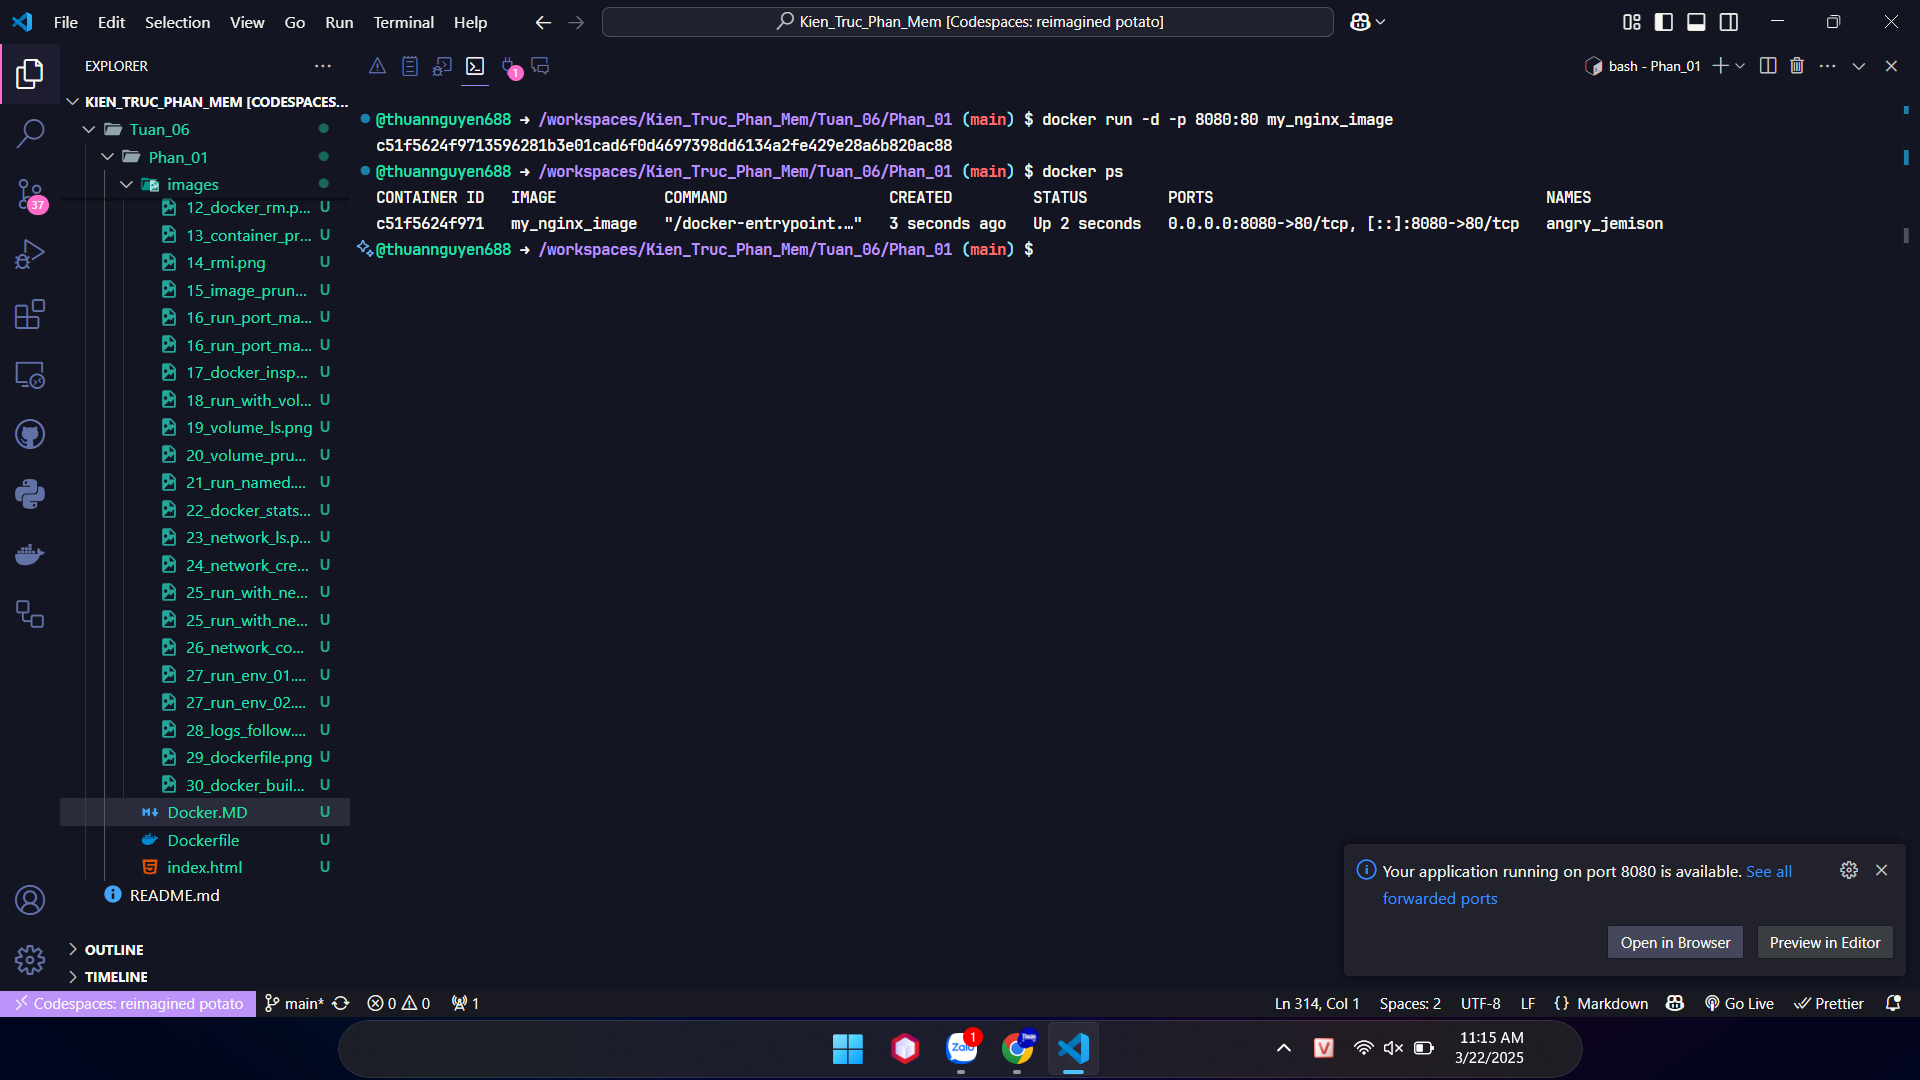 File Edit Selection View Go Run Terminal Help
Kien_Truc_Phan_Mem [Codespaces: reimagined potato]
EXPLORER
KIEN_TRUC_PHAN_MEM [CODESPACES...
Tuan_06
Phan_01
images
12_docker_rm.p... U
13_container_pr... U
14_rmi.png U
15_image_prun... U
16_run_port_ma... U
16_run_port_ma... U
17_docker_insp... U
18_run_with_vol... U
19_volume_ls.png U
20_volume_pru... U
21_run_named.... U
22_docker_stats... U
23_network_ls.p... U
24_network_cre... U
25_run_with_ne... U
25_run_with_ne... U
26_network_co... U
27_run_env_01.... U
27_run_env_02.... U
28_logs_follow.... U
29_dockerfile.png U
30_docker_buil... U
Docker.MD U
Dockerfile U
index.html U
README.md
OUTLINE
TIMELINE
37
1
bash - Phan_01
@thuannguyen688 → /workspaces/Kien_Truc_Phan_Mem/Tuan_06/Phan_01 (main) $ docker run -d -p 8080:80 my_nginx_image
c51f5624f9713596281b3e01cad6f0d4697398dd6134a2fe429e28a6b820ac88
@thuannguyen688 → /workspaces/Kien_Truc_Phan_Mem/Tuan_06/Phan_01 (main) $ docker ps
CONTAINER ID IMAGE COMMAND CREATED STATUS PORTS NAMES
c51f5624f971 my_nginx_image "/docker-entrypoint.…" 3 seconds ago Up 2 seconds 0.0.0.0:8080->80/tcp, [::]:8080->80/tcp angry_jemison
@thuannguyen688 → /workspaces/Kien_Truc_Phan_Mem/Tuan_06/Phan_01 (main) $
Your application running on port 8080 is available. See all
forwarded ports
Open in Browser Preview in Editor
Codespaces: reimagined potato main* 0 0 1
Ln 314, Col 1 Spaces: 2 UTF-8 LF {} Markdown Go Live Prettier
Zalo 1
V
11:15 AM
3/22/2025